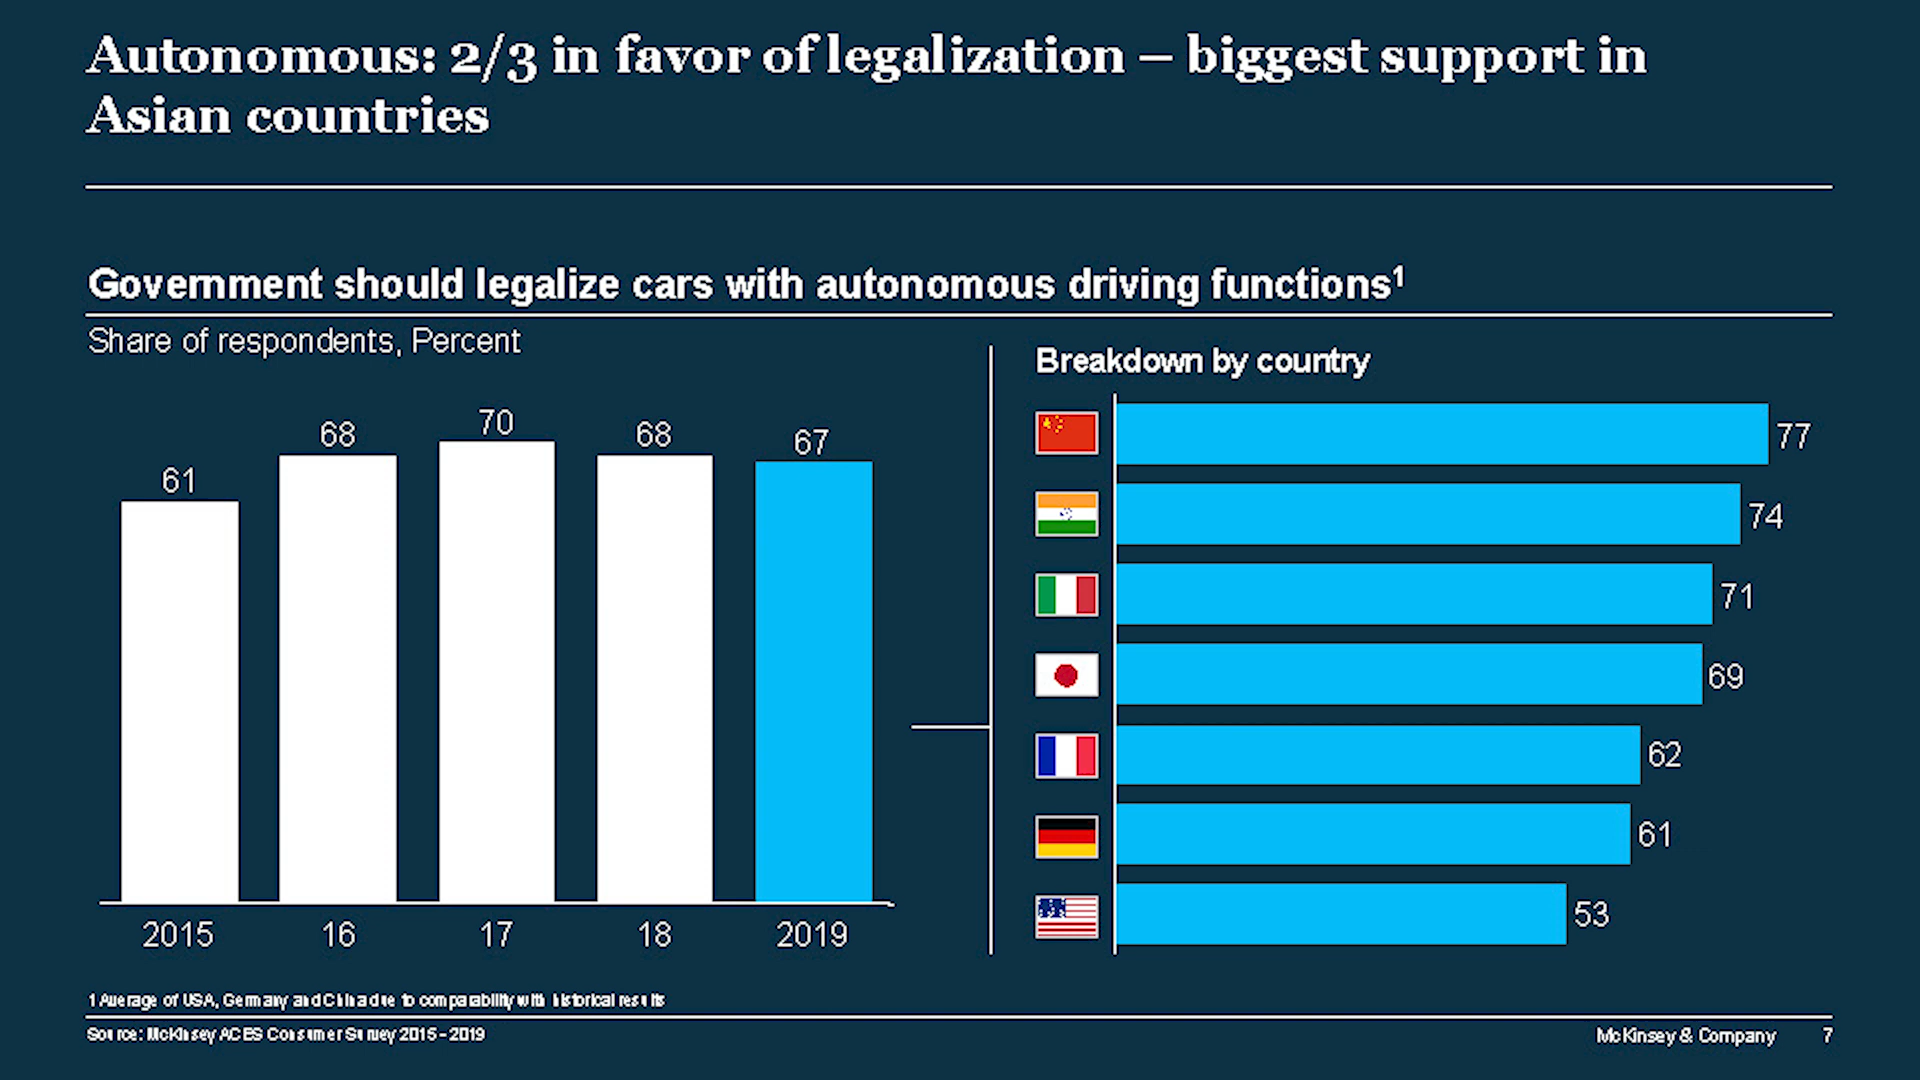 Autonomous: 2/3 in favor of legalization – biggest support in
Asian countries
Government should legalize cars with autonomous driving functions¹
Share of respondents, Percent
61
68
70
68
67
2015
16
17
18
2019
Breakdown by country
77
74
71
69
62
61
53
1 Average of USA, Germany and China due to comparability with historical results
Source: McKinsey ACES Consumer Survey 2015 - 2019
McKinsey & Company
7